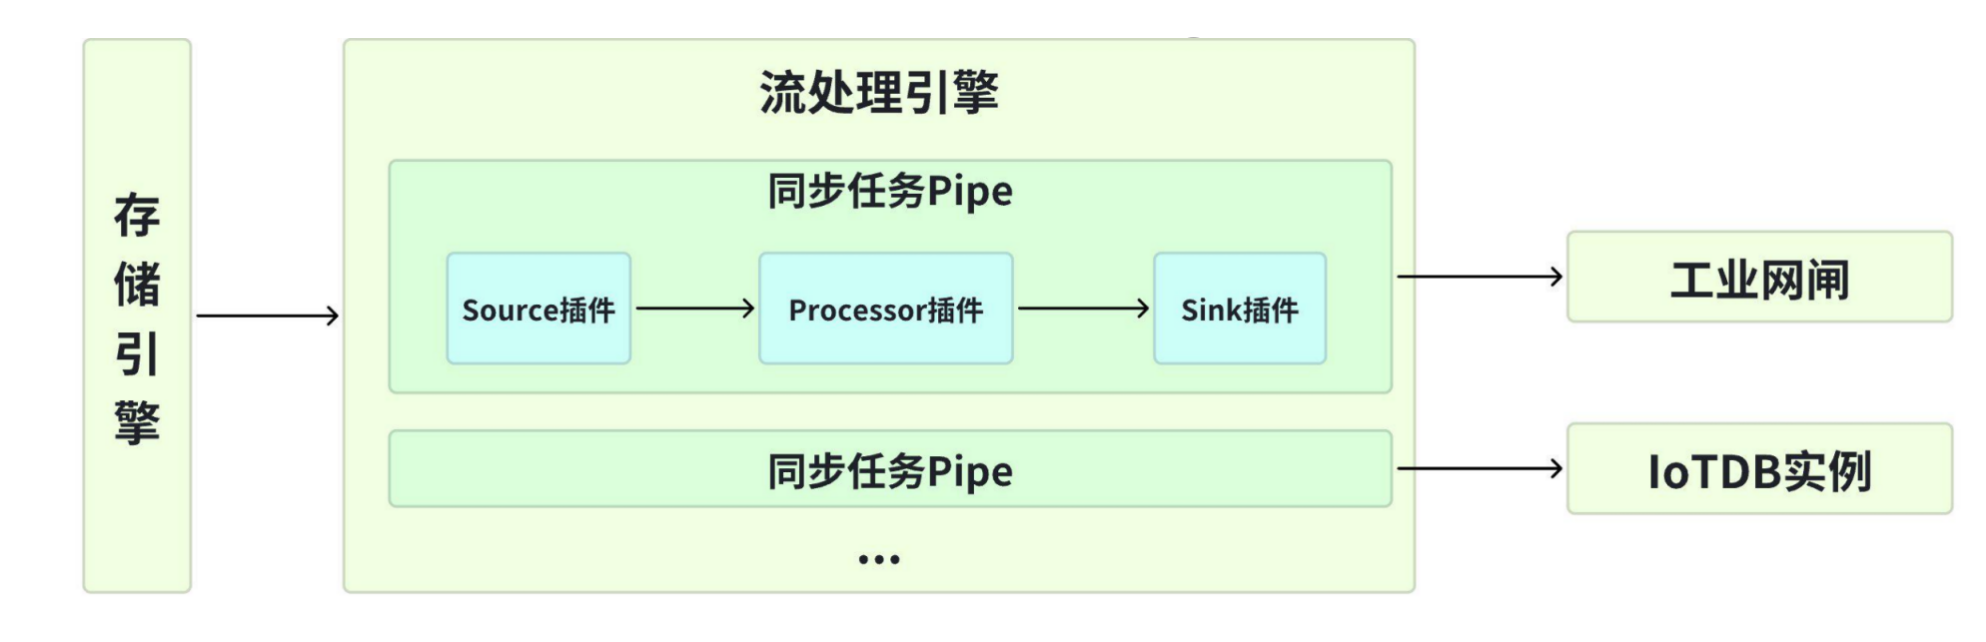 存储引擎
流处理引擎
同步任务Pipe
Source插件
Processor插件
Sink插件
同步任务Pipe
...
工业网闸
IoTDB实例